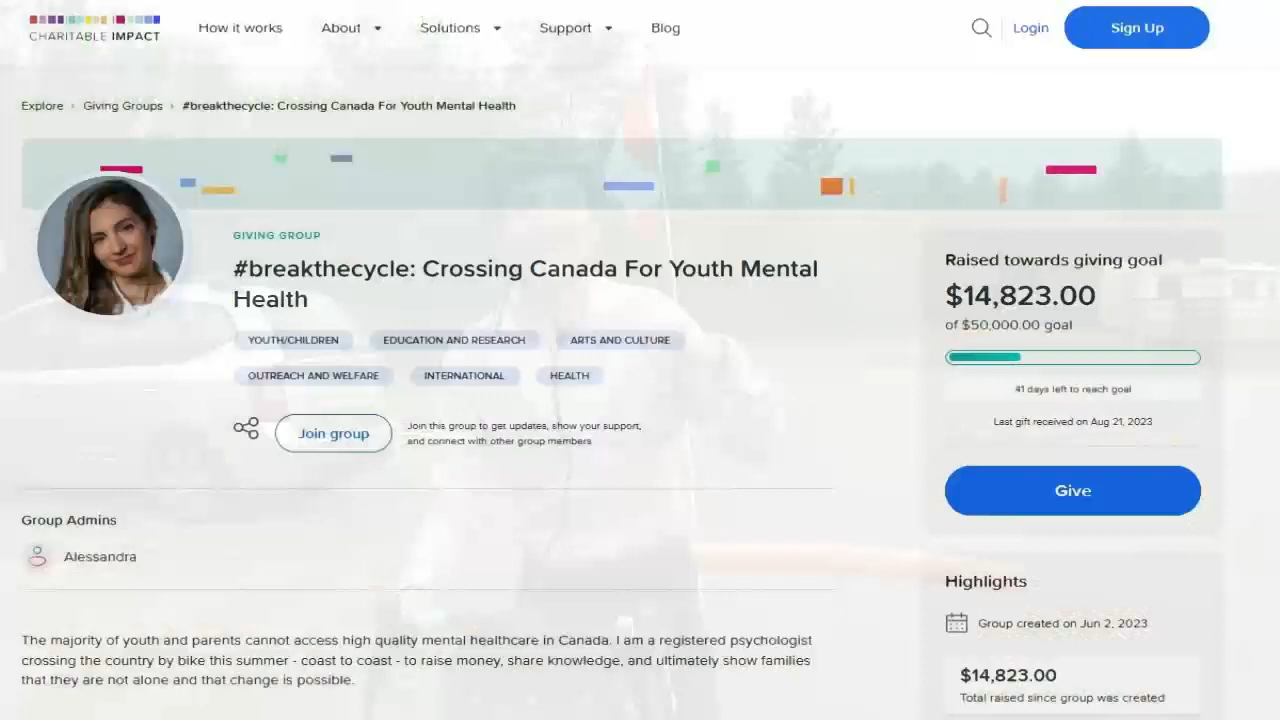 CHARITABLE IMPACT
How it works
About
Solutions
Support
Blog
Login
Sign Up
Explore › Giving Groups › #breakthecycle: Crossing Canada For Youth Mental Health
GIVING GROUP
#breakthecycle: Crossing Canada For Youth Mental
Health
YOUTH/CHILDREN
EDUCATION AND RESEARCH
ARTS AND CULTURE
OUTREACH AND WELFARE
INTERNATIONAL
HEALTH
Join group
Join this group to get updates, show your support,
and connect with other group members
Group Admins
Alessandra
The majority of youth and parents cannot access high quality mental healthcare in Canada. I am a registered psychologist
crossing the country by bike this summer - coast to coast - to raise money, share knowledge, and ultimately show families
that they are not alone and that change is possible.
Raised towards giving goal
$14,823.00
of $50,000.00 goal
41 days left to reach goal
Last gift received on Aug 21, 2023
Give
Highlights
Group created on Jun 2, 2023
$14,823.00
Total raised since group was created